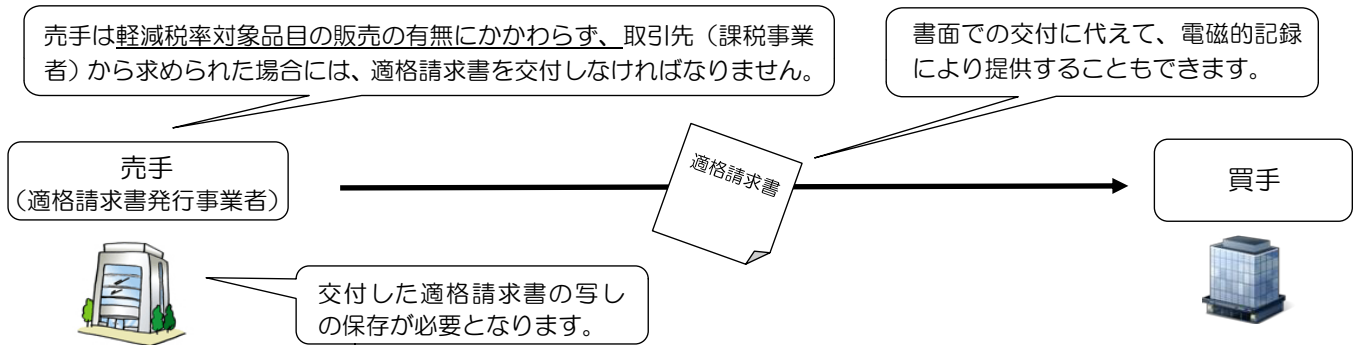 売手は軽減税率対象品目の販売の有無にかかわらず、取引先（課税事業
者）から求められた場合には、適格請求書を交付しなければなりません。
書面での交付に代えて、電磁的記録
により提供することもできます。
売手
（適格請求書発行事業者）
適格請求書
買手
交付した適格請求書の写し
の保存が必要となります。